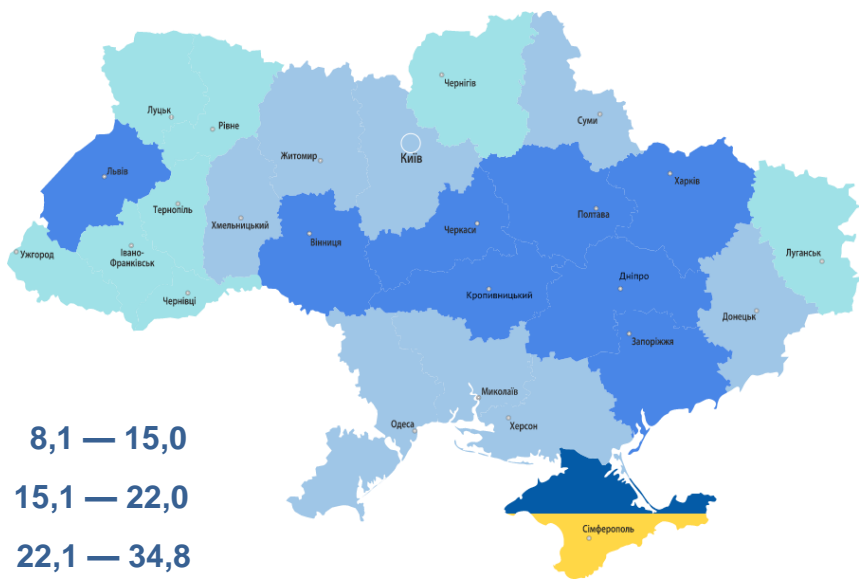 Чернігів
Луцьк
Суми
Рівне
Житомир
Київ
Львів
Харків
Тернопіль
Полтава
Хмельницький
Черкаси
Вінниця
Ужгород
Івано-
Франківськ
Луганськ
Дніпро
Кропивницький
Чернівці
Донецьк
Запоріжжя
Миколаїв
Одеса
Херсон
8,1 — 15,0
15,1 — 22,0
Сімферополь
22,1 — 34,8